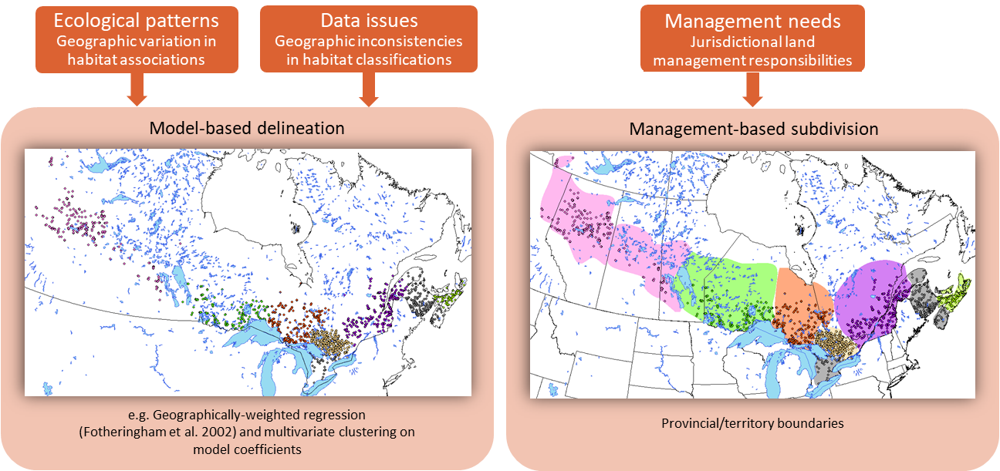 Ecological patterns
Geographic variation in
habitat associations
Data issues
Geographic inconsistencies
in habitat classifications
Management needs
Jurisdictional land
management responsibilities
Model-based delineation
e.g. Geographically-weighted regression
(Fotheringham et al. 2002) and multivariate clustering on
model coefficients
Management-based subdivision
Provincial/territory boundaries